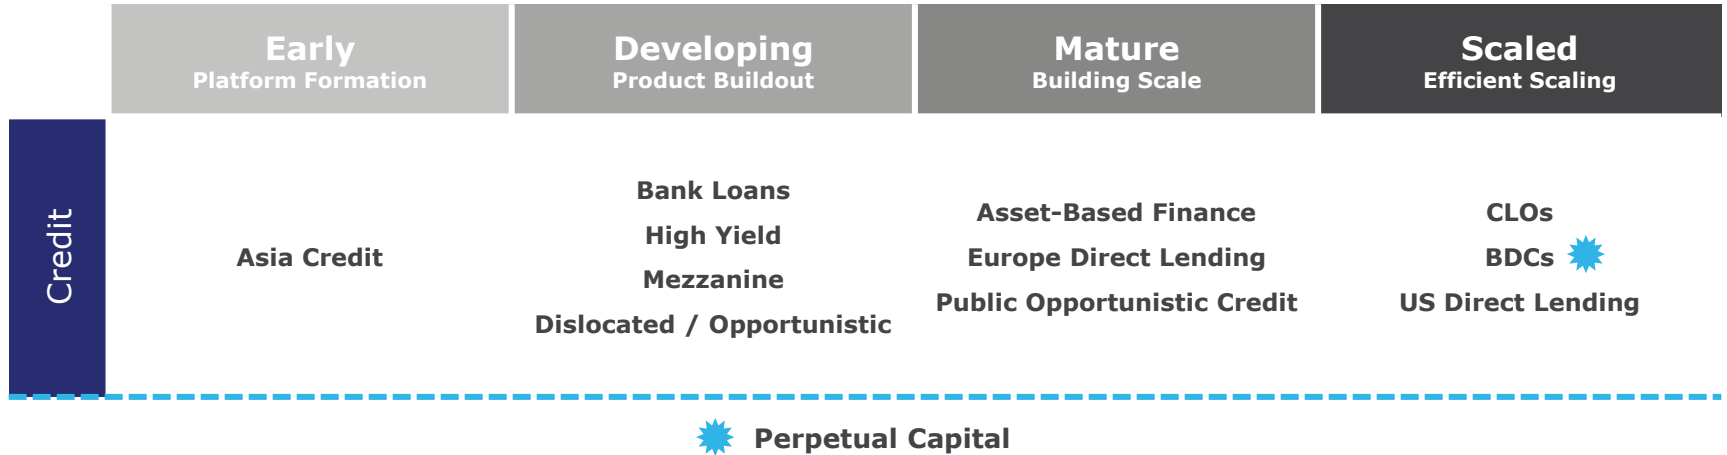 Early
Platform Formation
Developing
Product Buildout
Mature
Building Scale
Scaled
Efficient Scaling
Credit
Asia Credit
Bank Loans
High Yield
Mezzanine
Dislocated / Opportunistic
Asset-Based Finance
Europe Direct Lending
Public Opportunistic Credit
CLOs
BDCs
US Direct Lending
Perpetual Capital